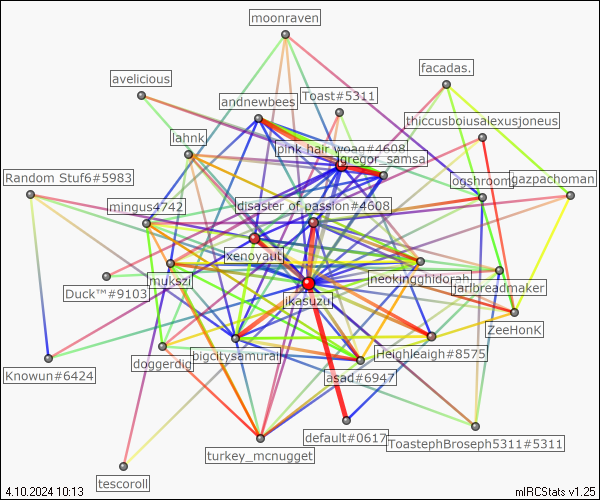 moonraven
avelicious
facadas.
andnewbees
Toast#5311
thiccusboiusalexusjoneus
lahnk
pink hair woag#4608
gregor_samsa
Random Stuf6#5983
ogshroom
gazpachoman
mingus4742
disaster of passion#4608
xenoyaut
mukszi
neokingghidorah
Duck™#9103
ikasuzu
farlbreadmaker
ZeeHonK
bigcitysamurai
Heighleaigh#8575
doggerdig
Knowun#6424
asad#6947
default#0617
ToastephBroseph5311#5311
turkey_mcnugget
tescoroll
4.10.2024 10:13
mIRCStats v1.25